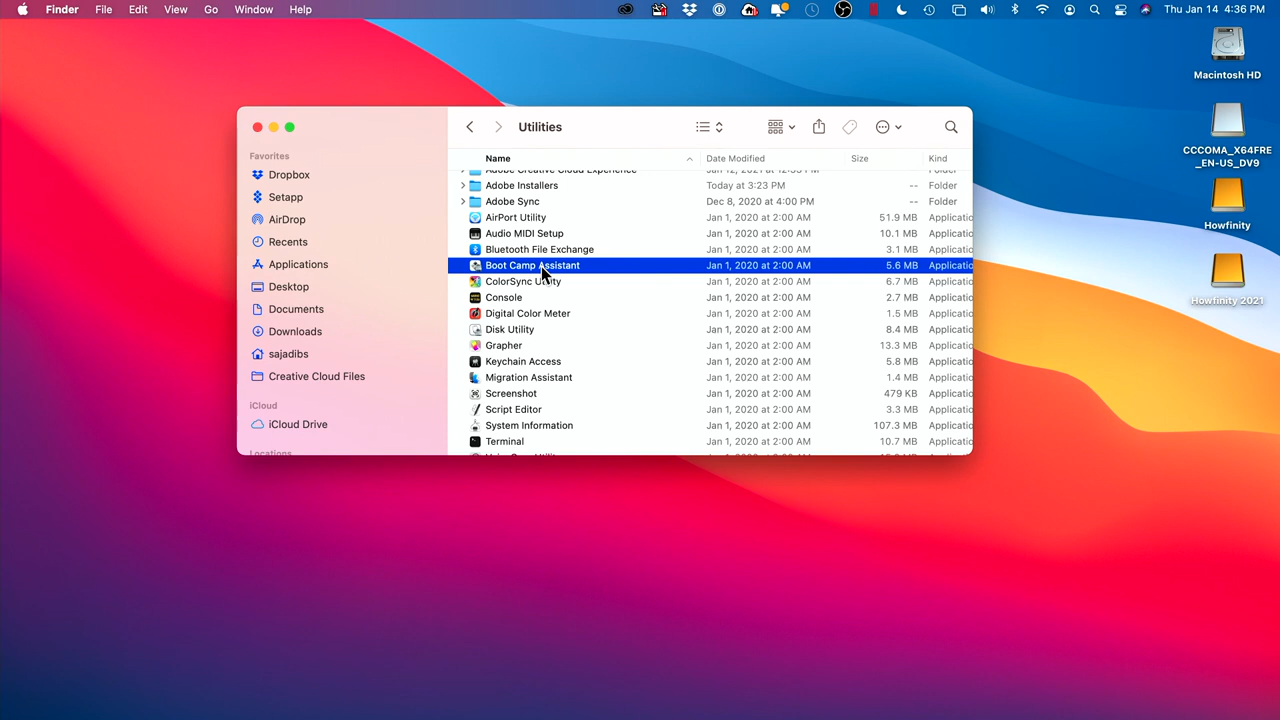 Finder File Edit View Go Window Help Thu Jan 14 4:36 PM
Macintosh HD
CCCOMA_X64FRE
_EN-US_DV9
Howfinity
Howfinity 2021
Utilities
Favorites
Dropbox
Setapp
AirDrop
Recents
Applications
Desktop
Documents
Downloads
sajadibs
Creative Cloud Files
iCloud
iCloud Drive
Locations
Name Date Modified Size Kind
Adobe Creative Cloud Experience Jan 12, 2021 at 12:35 PM -- Folder
Adobe Installers Today at 3:23 PM -- Folder
Adobe Sync Dec 8, 2020 at 4:00 PM -- Folder
AirPort Utility Jan 1, 2020 at 2:00 AM 51.9 MB Applicatio
Audio MIDI Setup Jan 1, 2020 at 2:00 AM 10.1 MB Applicatio
Bluetooth File Exchange Jan 1, 2020 at 2:00 AM 3.1 MB Applicatio
Boot Camp Assistant Jan 1, 2020 at 2:00 AM 5.6 MB Applicatio
ColorSync Utility Jan 1, 2020 at 2:00 AM 6.7 MB Applicatio
Console Jan 1, 2020 at 2:00 AM 2.7 MB Applicatio
Digital Color Meter Jan 1, 2020 at 2:00 AM 1.5 MB Applicatio
Disk Utility Jan 1, 2020 at 2:00 AM 8.4 MB Applicatio
Grapher Jan 1, 2020 at 2:00 AM 13.3 MB Applicatio
Keychain Access Jan 1, 2020 at 2:00 AM 5.8 MB Applicatio
Migration Assistant Jan 1, 2020 at 2:00 AM 1.4 MB Applicatio
Screenshot Jan 1, 2020 at 2:00 AM 479 KB Applicatio
Script Editor Jan 1, 2020 at 2:00 AM 3.3 MB Applicatio
System Information Jan 1, 2020 at 2:00 AM 107.3 MB Applicatio
Terminal Jan 1, 2020 at 2:00 AM 10.7 MB Applicatio